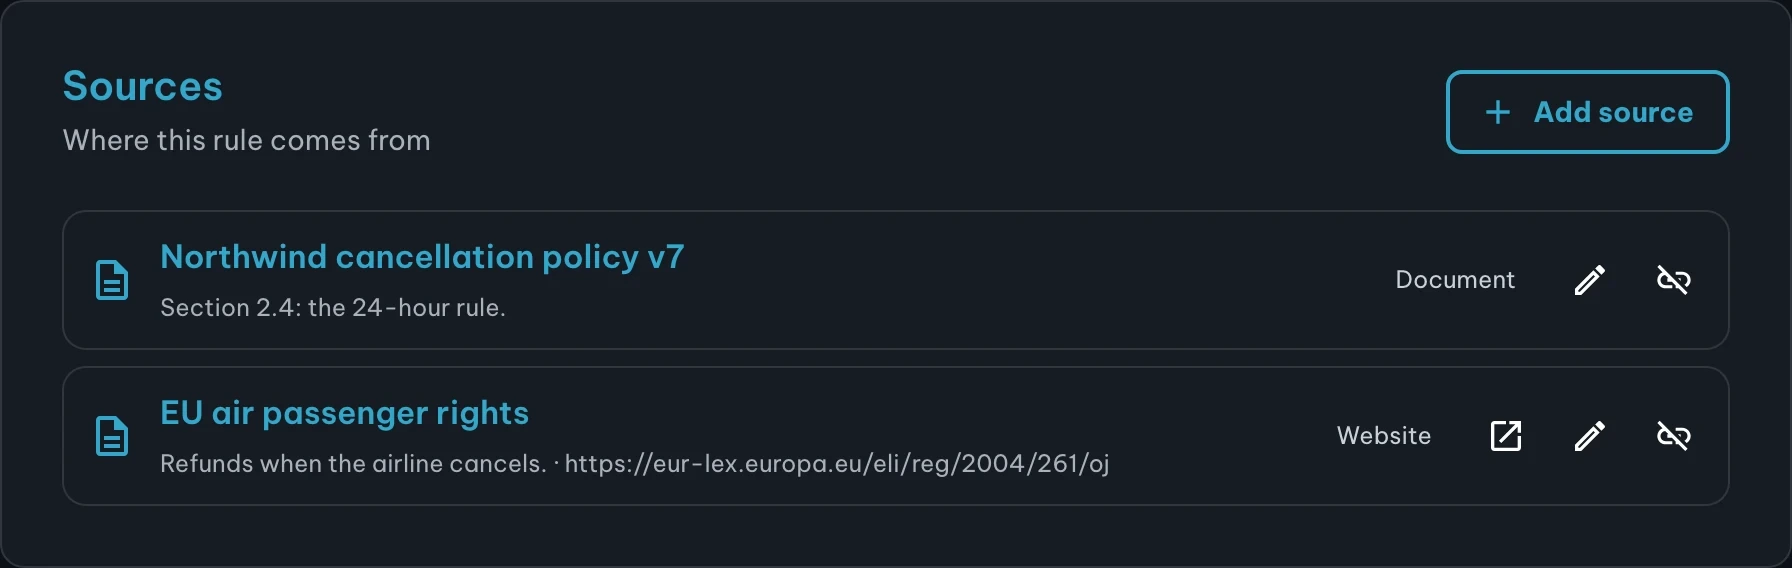 Sources
Where this rule comes from
Add source
Northwind cancellation policy v7
Section 2.4: the 24-hour rule.
Document
EU air passenger rights
Refunds when the airline cancels. · https://eur-lex.europa.eu/eli/reg/2004/261/oj
Website